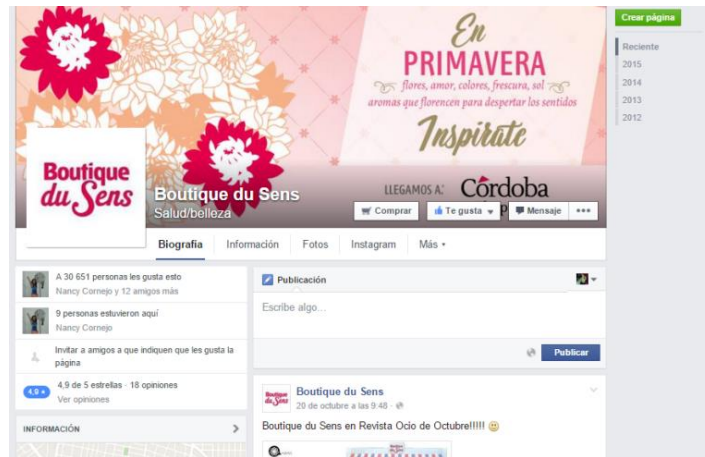 En
PRIMAVERA
flores, amor, colores, frescura, sol
aromas que florencen para despertar los sentidos
Inspirate
LLEGAMOS A: Córdoba
Boutique
du Sens
Boutique du Sens
Salud/belleza
Comprar
Te gusta
Mensaje
Biografía
Información
Fotos
Instagram
Más
Crear página
Reciente
2015
2014
2013
2012
A 30 651 personas les gusta esto
Nancy Cornejo y 12 amigos más
9 personas estuvieron aquí
Nancy Cornejo
Invitar a amigos a que indiquen que les gusta la
página
4,9
4,9 de 5 estrellas · 18 opiniones
Ver opiniones
INFORMACIÓN
Publicación
Escribe algo...
Publicar
Boutique
du Sens
Boutique du Sens
20 de octubre a las 9:48 ·
Boutique du Sens en Revista Ocio de Octubre!!!!!